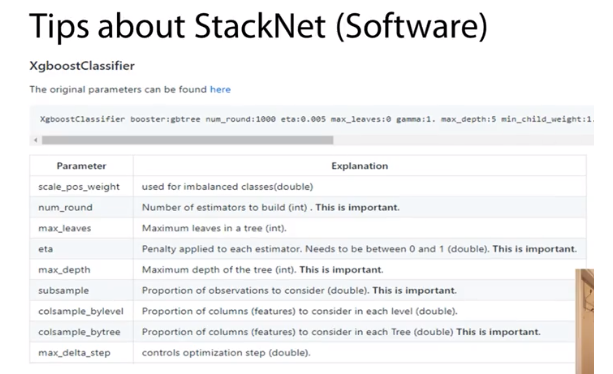 Tips about StackNet (Software)
XgboostClassifier
The original parameters can be found here
XgboostClassifier booster:gbtree num_round:1000 eta:0.005 max_leaves:0 gamma:1. max_depth:5 min_child_weight:1.
Parameter Explanation
scale_pos_weight used for imbalanced classes(double)
num_round Number of estimators to build (int) . This is important.
max_leaves Maximum leaves in a tree (int).
eta Penalty applied to each estimator. Needs to be between 0 and 1 (double). This is important.
max_depth Maximum depth of the tree (int). This is important.
subsample Proportion of observations to consider (double). This is important.
colsample_bylevel Proportion of columns (features) to consider in each level (double).
colsample_bytree Proportion of columns (features) to consider in each Tree (double) This is important.
max_delta_step controls optimization step (double).